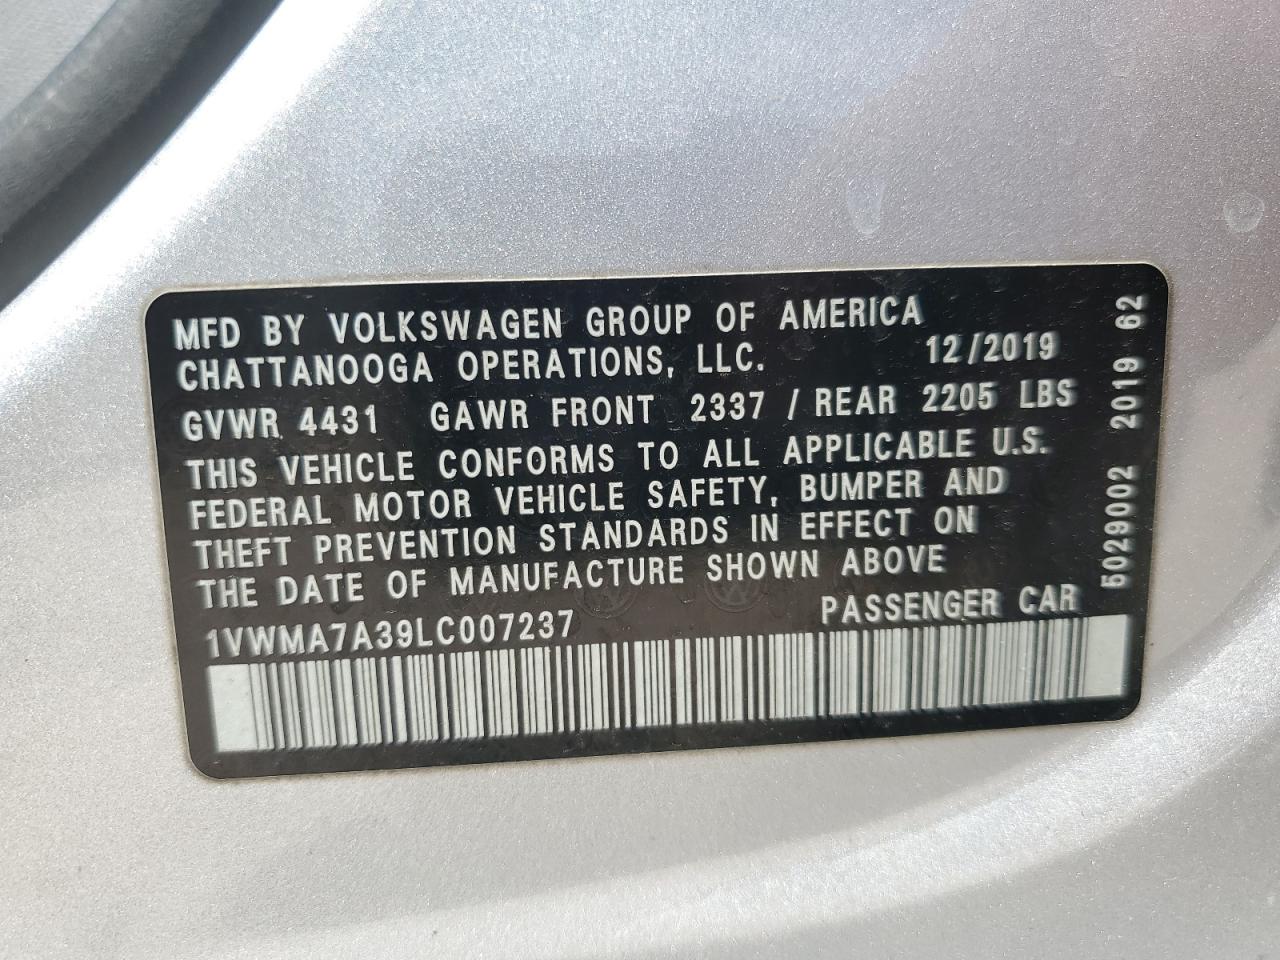 MFD BY VOLKSWAGEN GROUP OF AMERICA
CHATTANOOGA OPERATIONS, LLC. 12/2019
GVWR 4431 GAWR FRONT 2337 / REAR 2205 LBS
THIS VEHICLE CONFORMS TO ALL APPLICABLE U.S.
FEDERAL MOTOR VEHICLE SAFETY, BUMPER AND
THEFT PREVENTION STANDARDS IN EFFECT ON
THE DATE OF MANUFACTURE SHOWN ABOVE
1VWMA7A39LC007237 PASSENGER CAR
5029002 2019 62